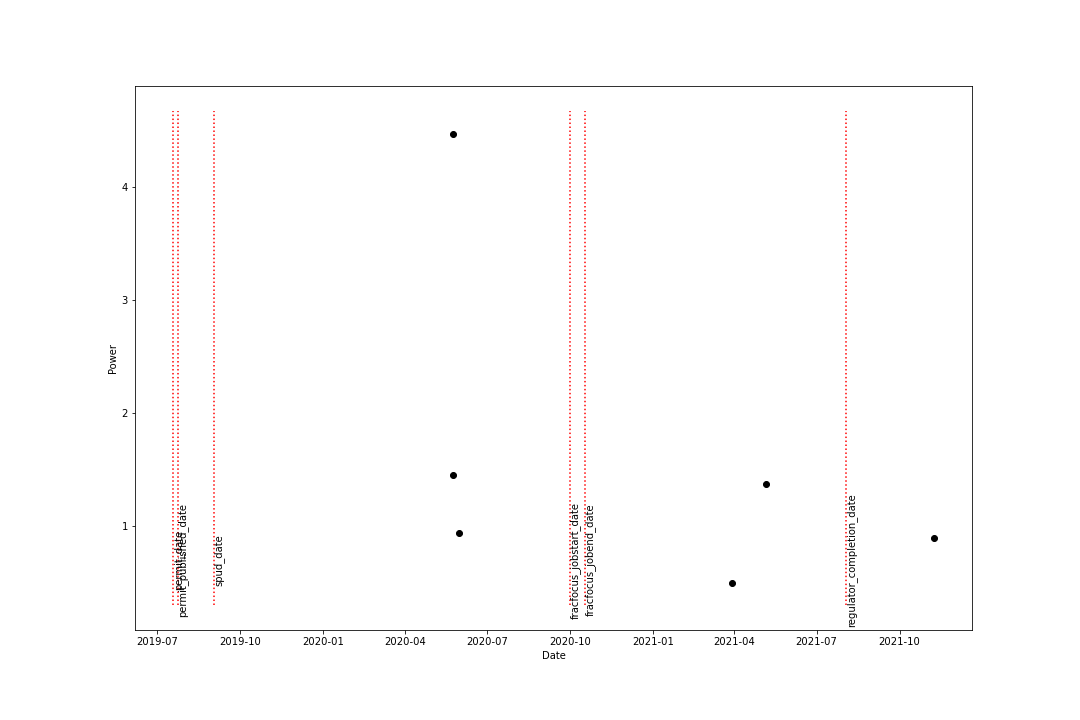 4
3
2
1
Power
permit_date
permit_published_date
spud_date
fracfocus_jobstart_date
fracfocus_jobend_date
regulator_completion_date
2019-07 2019-10 2020-01 2020-04 2020-07 2020-10 2021-01 2021-04 2021-07 2021-10
Date